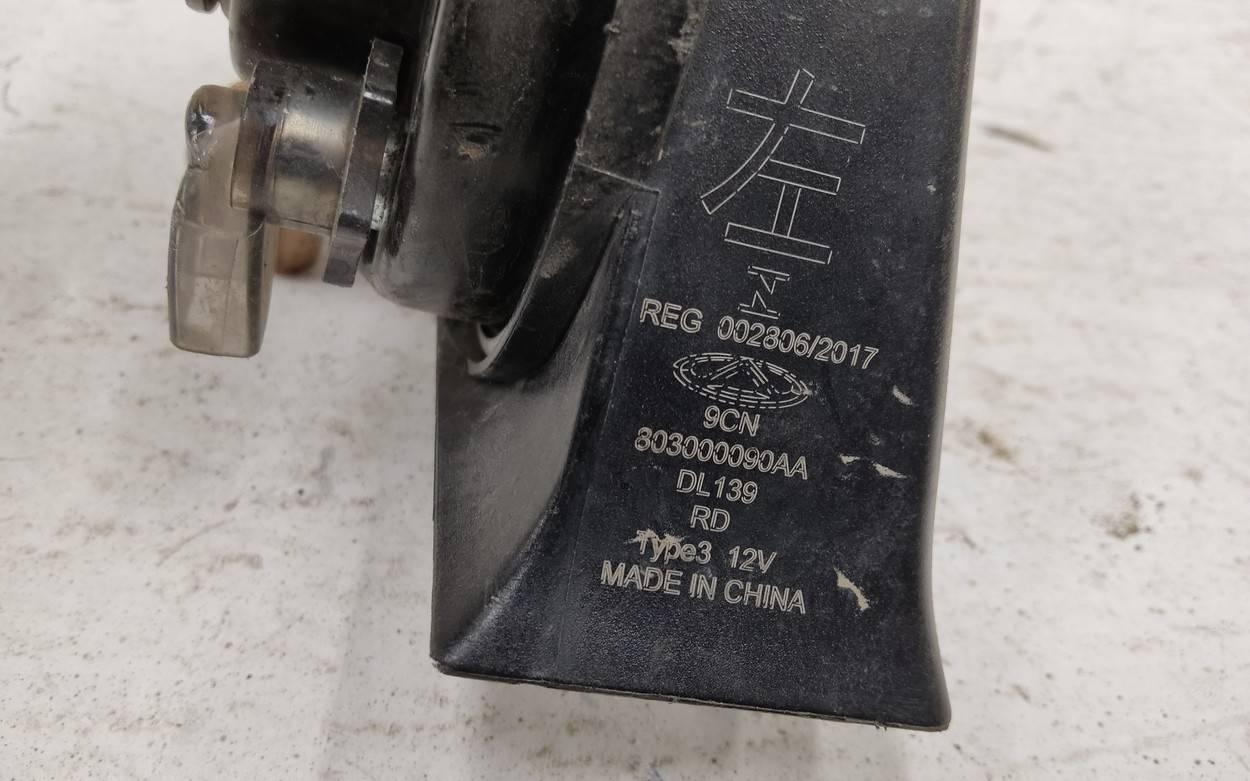 左
Z
REG 002806/2017
9CN
803000090AA
DL139
RD
Type3 12V
MADE IN CHINA